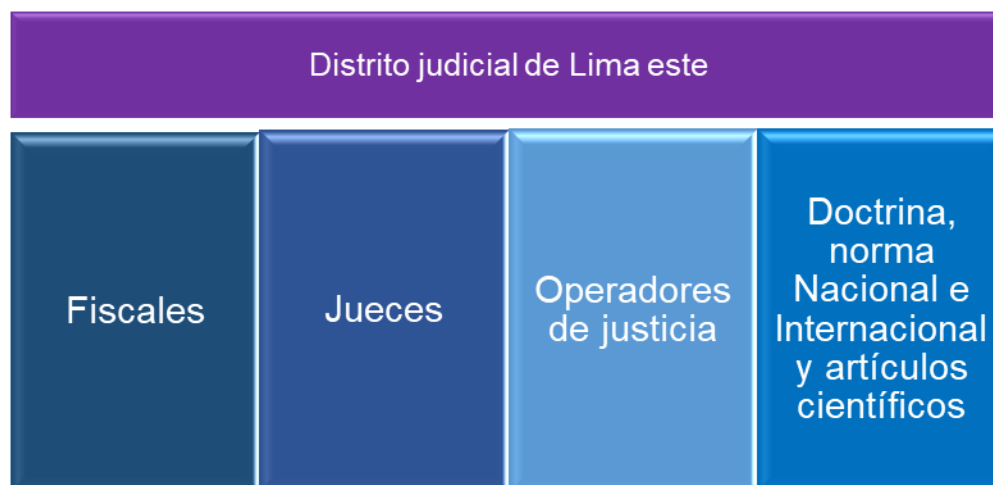 Distrito judicial de Lima este
Fiscales
Jueces
Operadores
de justicia
Doctrina,
norma
Nacional e
Internacional
y artículos
científicos